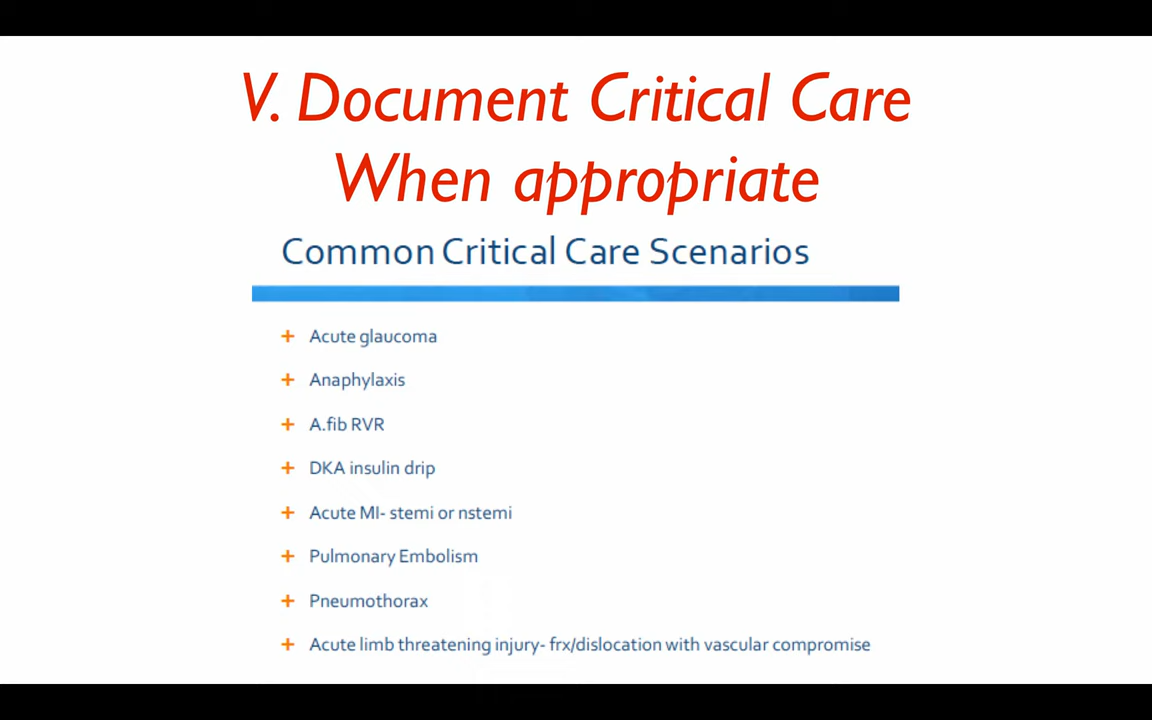 V. Document Critical Care
When appropriate
Common Critical Care Scenarios
+ Acute glaucoma
+ Anaphylaxis
+ A.fib RVR
+ DKA insulin drip
+ Acute MI- stemi or nstemi
+ Pulmonary Embolism
+ Pneumothorax
+ Acute limb threatening injury- frx/dislocation with vascular compromise